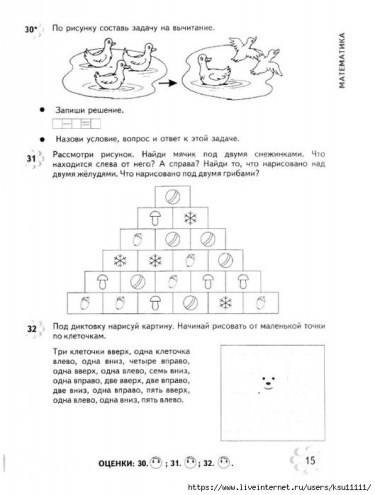 30* По рисунку составь задачу на вычитание.
МАТЕМАТИКА
● Запиши решение.
● Назови условие, вопрос и ответ к этой задаче.
31 Рассмотри рисунок. Найди мячик под двумя снежинками. Что
находится слева от него? А справа? Найди то, что нарисовано над
двумя жёлудями. Что нарисовано под двумя грибами?
32 Под диктовку нарисуй картину. Начинай рисовать от маленькой точки
по клеточкам.
Три клеточки вверх, одна клеточка
влево, одна вниз, четыре вправо,
одна вверх, одна влево, семь вниз,
одна вправо, две вверх, две вправо,
две вниз, одна вправо, пять вверх,
одна влево, одна вниз, пять влево.
ОЦЕНКИ: 30. ; 31. ; 32. .
15
https://www.liveinternet.ru/users/ksu11111/